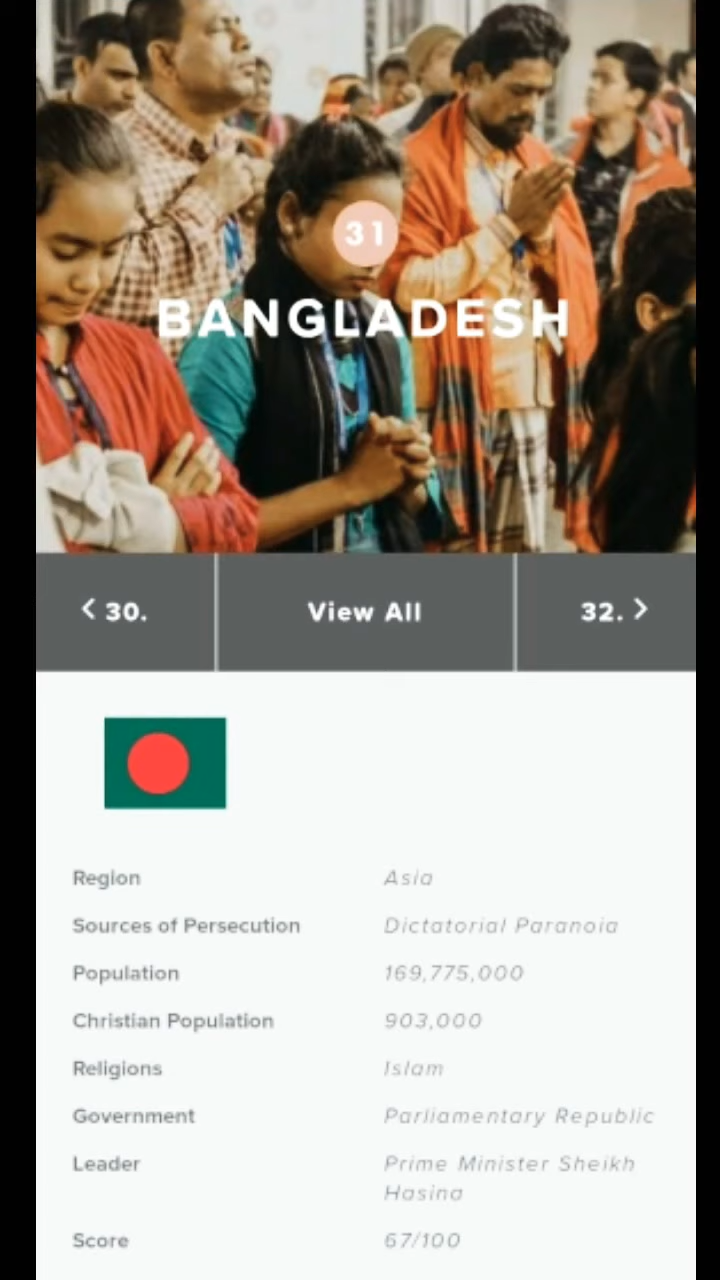 31
BANGLADESH
< 30.
View All
32. >
Region Asia
Sources of Persecution Dictatorial Paranoia
Population 169,775,000
Christian Population 903,000
Religions Islam
Government Parliamentary Republic
Leader Prime Minister Sheikh
Hasina
Score 67/100